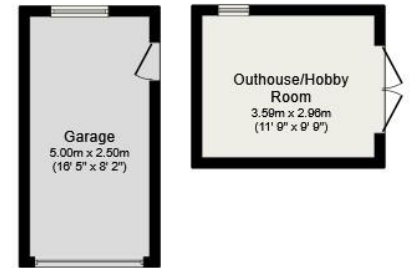 Garage
5.00m x 2.50m
(16' 5" x 8' 2")
Outhouse/Hobby
Room
3.59m x 2.96m
(11' 9" x 9' 9")